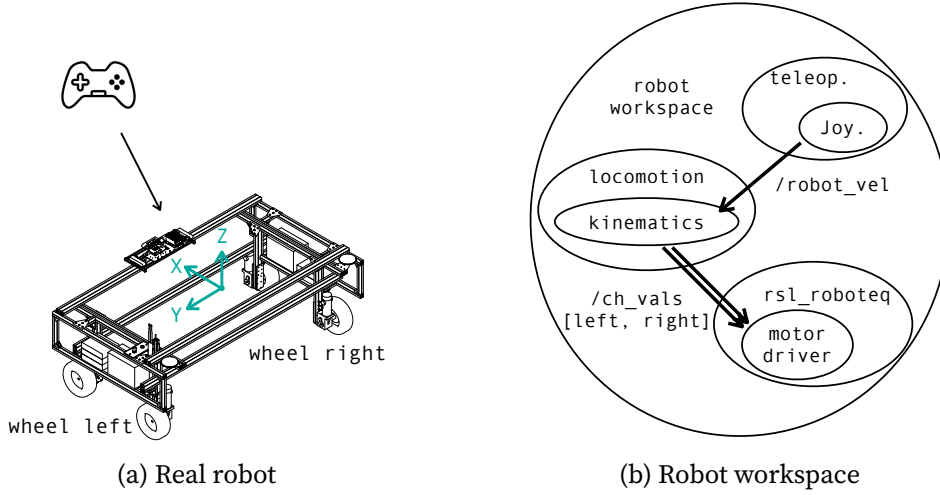 Z
X
Y
wheel right
wheel left
(a) Real robot
robot
workspace
teleop.
Joy.
/robot_vel
locomotion
kinematics
/ch_vals
[left, right]
rsl_roboteq
motor
driver
(b) Robot workspace